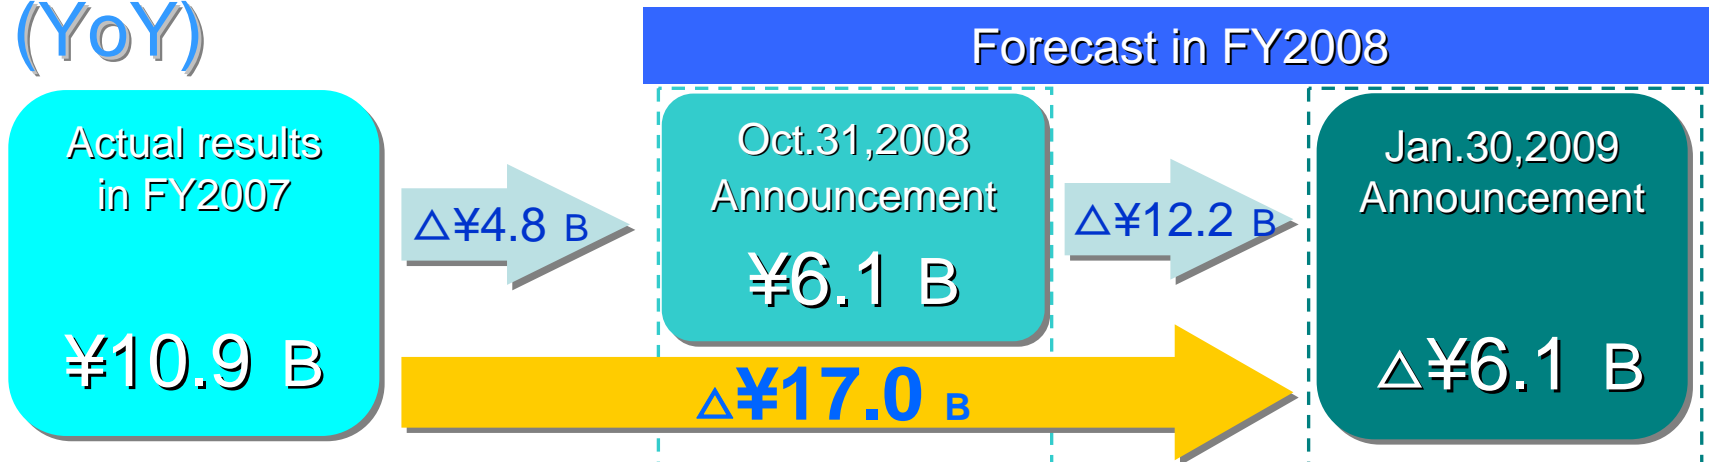 (YoY)
Forecast in FY2008
Actual results
in FY2007
¥10.9 B
△¥4.8 B
Oct.31,2008
Announcement
¥6.1 B
△¥12.2 B
Jan.30,2009
Announcement
△¥6.1 B
△¥17.0 B